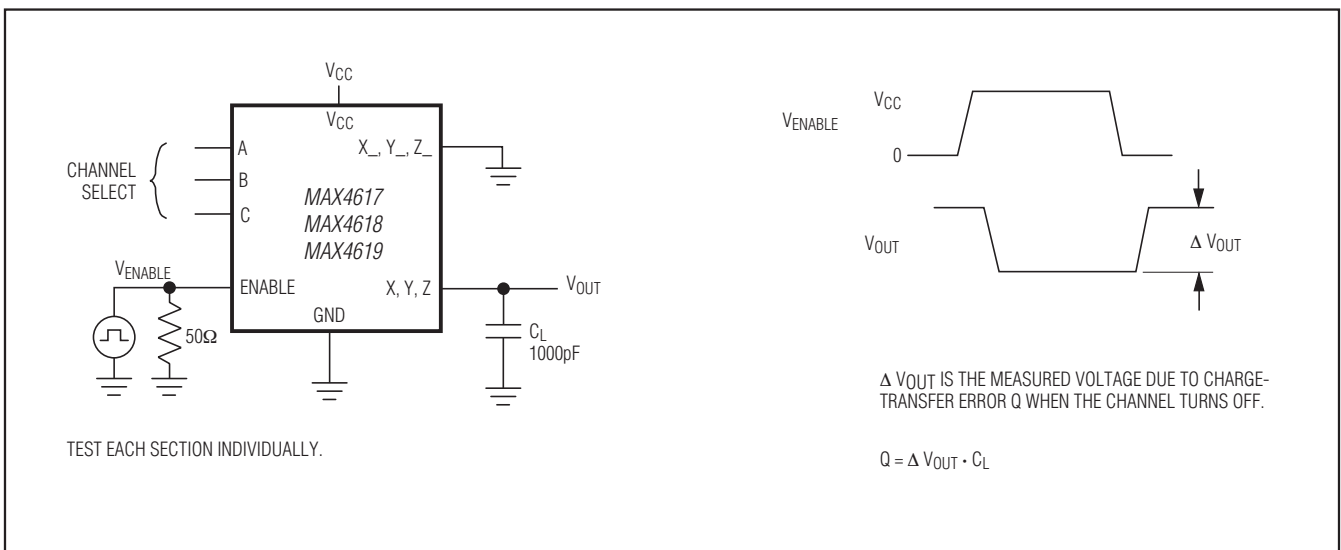 VCC
VCC
A
X_, Y_, Z_
CHANNEL
SELECT
B
MAX4617
C
MAX4618
MAX4619
VENABLE
ENABLE
X, Y, Z
VOUT
GND
50Ω
CL
1000pF
TEST EACH SECTION INDIVIDUALLY.
VCC
VENABLE
0
VOUT
Δ VOUT
Δ VOUT IS THE MEASURED VOLTAGE DUE TO CHARGE-
TRANSFER ERROR Q WHEN THE CHANNEL TURNS OFF.
Q = Δ VOUT · CL